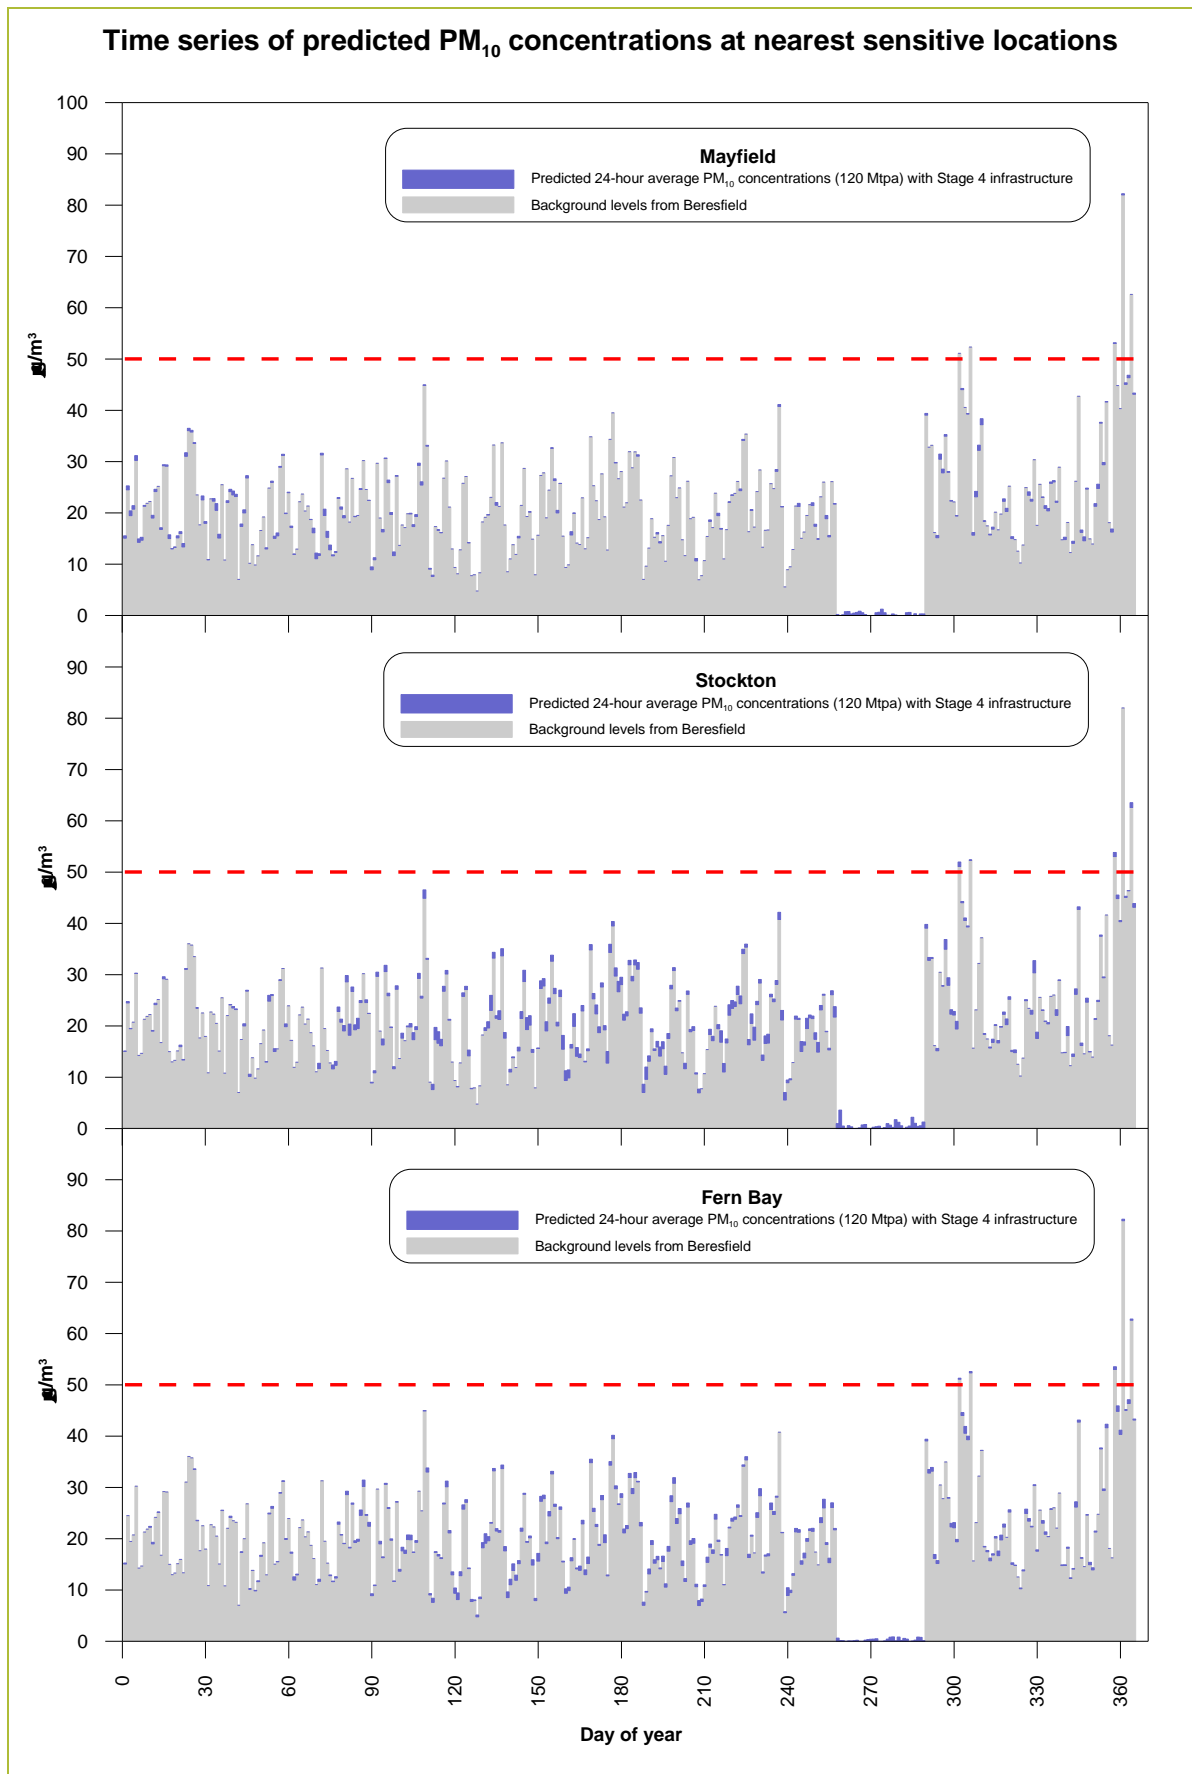 Time series of predicted PM₁₀ concentrations at nearest sensitive locations
100
90
80
70
60
50
40
30
20
10
0
Mayfield
Predicted 24-hour average PM₁₀ concentrations (120 Mtpa) with Stage 4 infrastructure
Background levels from Beresfield
90
80
70
60
50
40
30
20
10
0
Stockton
Predicted 24-hour average PM₁₀ concentrations (120 Mtpa) with Stage 4 infrastructure
Background levels from Beresfield
90
80
70
60
50
40
30
20
10
0
Fern Bay
Predicted 24-hour average PM₁₀ concentrations (120 Mtpa) with Stage 4 infrastructure
Background levels from Beresfield
0 30 60 90 120 150 180 210 240 270 300 330 360
Day of year